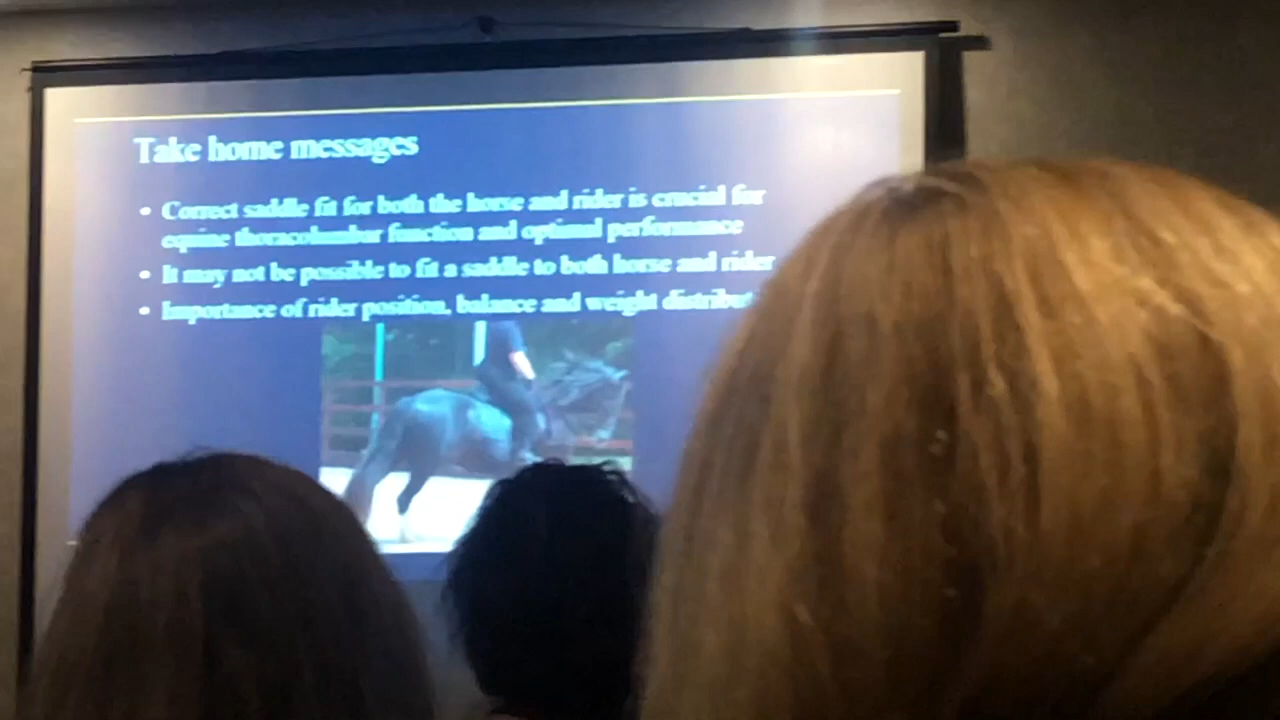 Take home messages
• Correct saddle fit for both the horse and rider is crucial for
equine thoracolumbar function and optimal performance
• It may not be possible to fit a saddle to both horse and rider
• Importance of rider position, balance and weight distribut